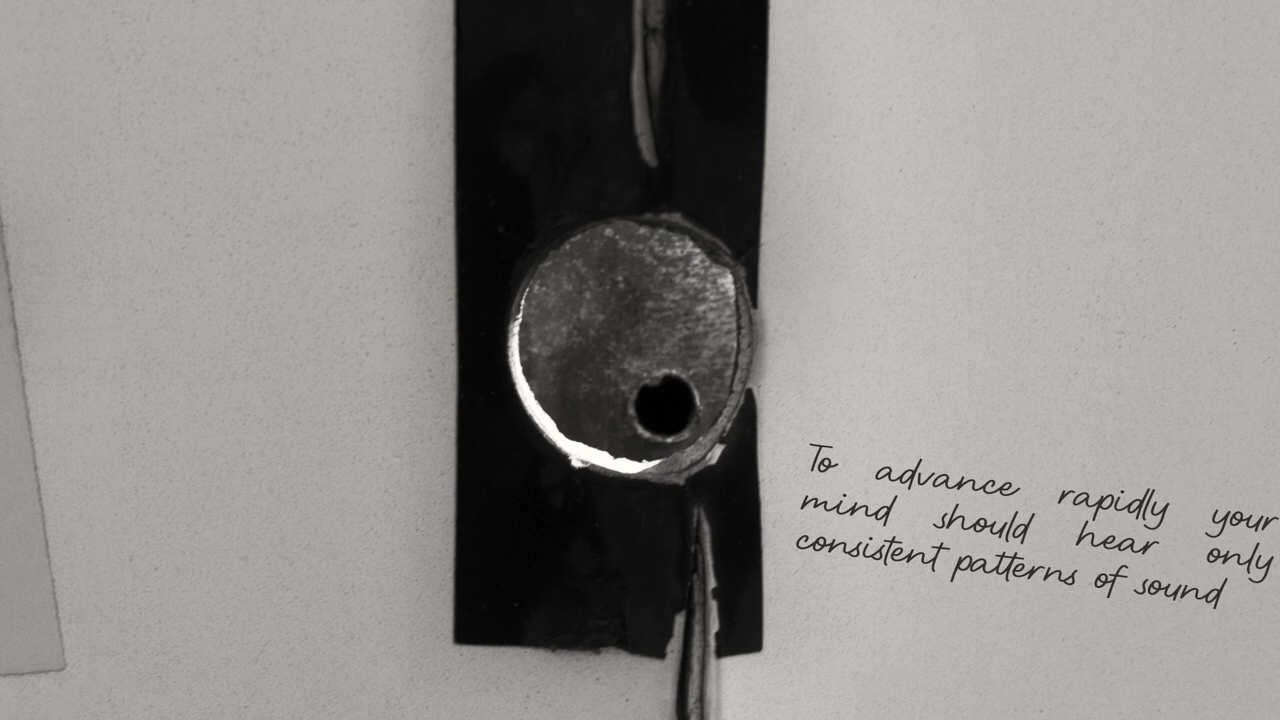 To advance rapidly your
mind should hear only
consistent patterns of sound